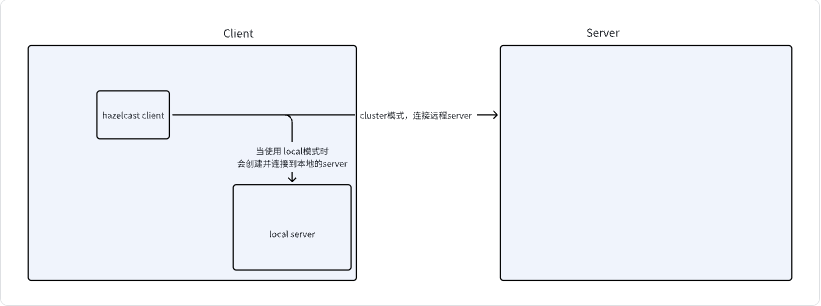 Client
Server
hazelcast client
cluster模式，连接远程server
当使用 local模式时
会创建并连接到本地的server
local server